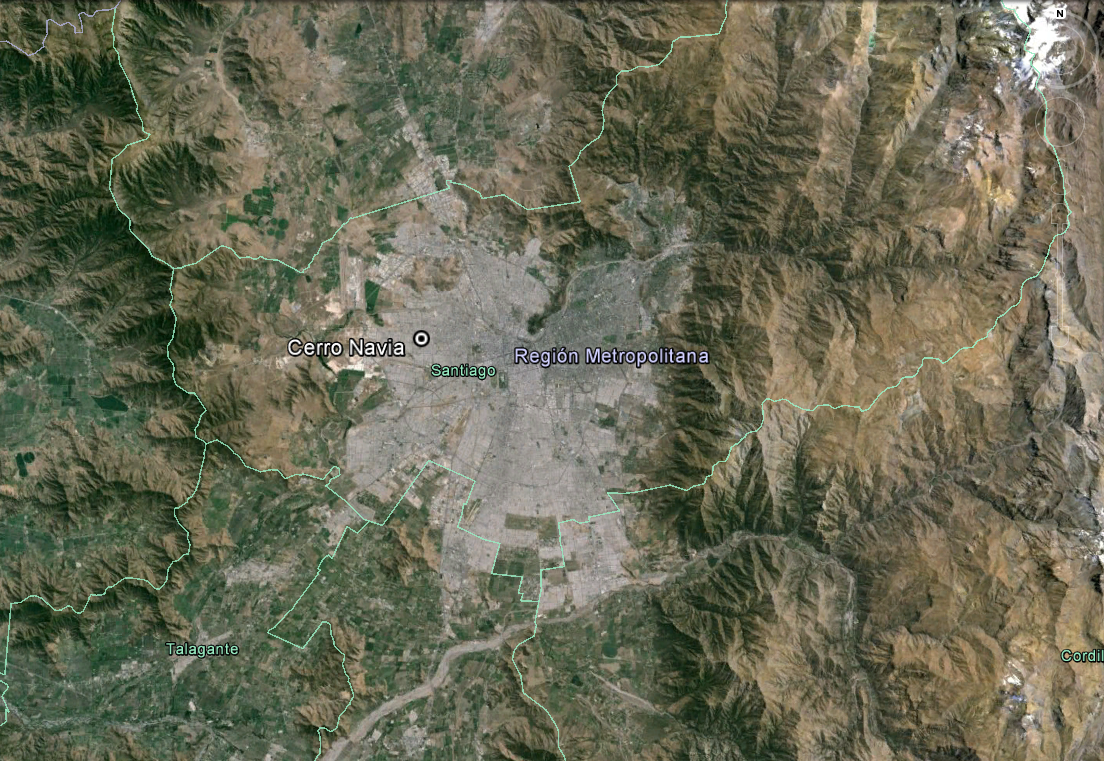 N
Cerro Navia
Región Metropolitana
Santiago
Talagante
Cordil